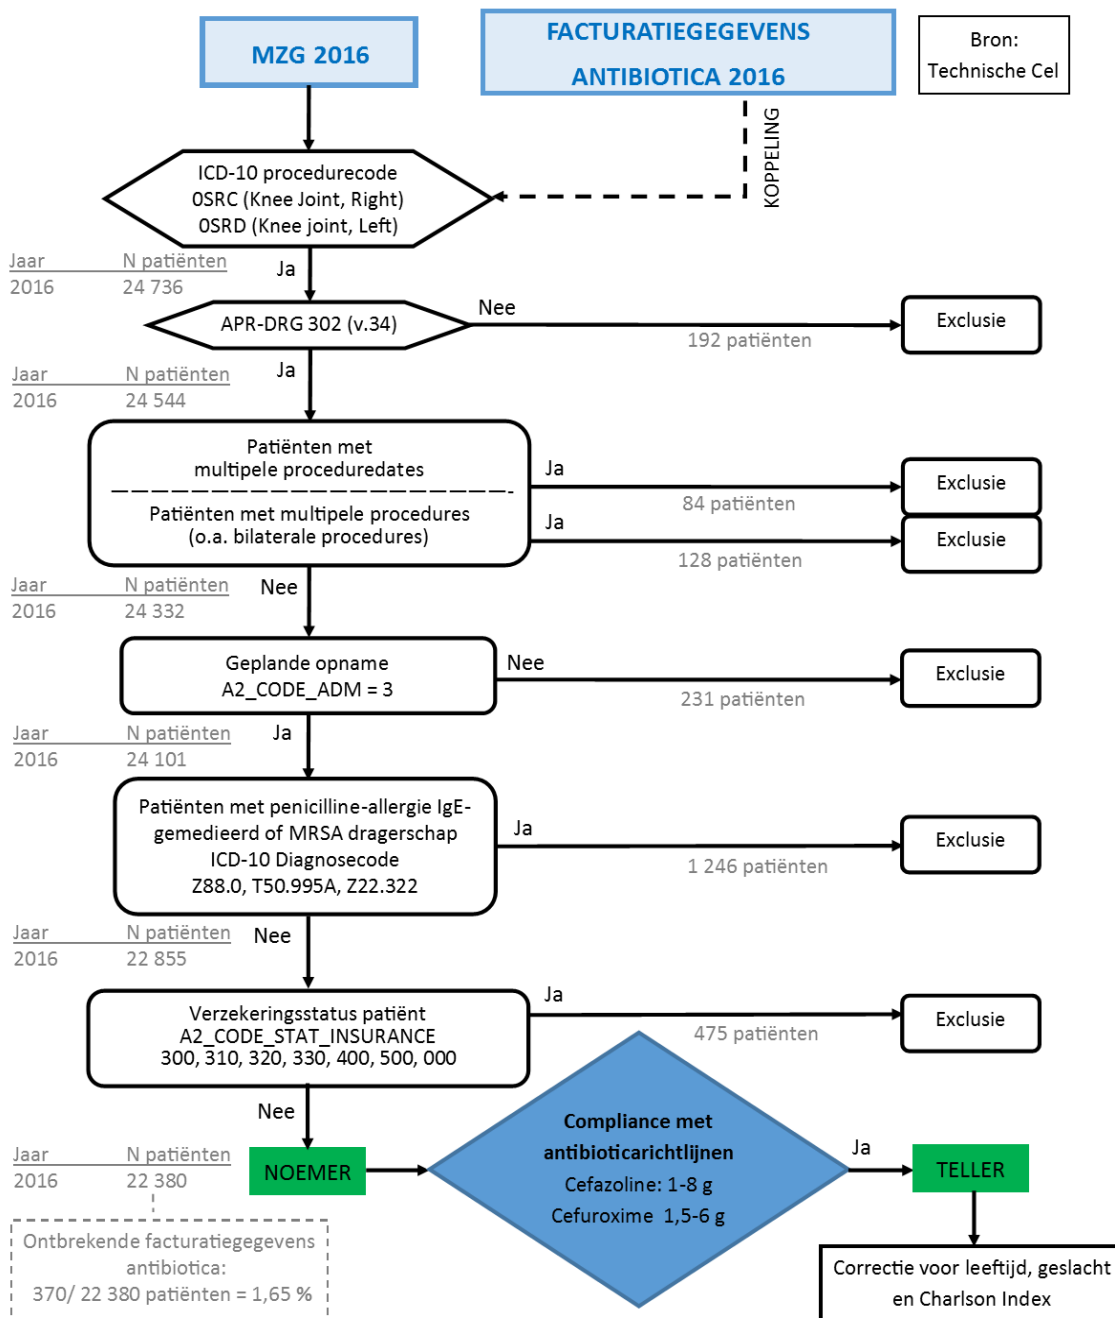 MZG 2016
FACTURATIEGEGEVENS
ANTIBIOTICA 2016
Bron:
Technische Cel
KOPPELING
ICD-10 procedurecode
0SRC (Knee Joint, Right)
0SRD (Knee joint, Left)
Jaar N patiënten
2016 24 736
Ja
APR-DRG 302 (v.34)
Nee
192 patiënten
Exclusie
Jaar N patiënten
2016 24 544
Ja
Patiënten met
multipele proceduredates
Patiënten met multipele procedures
(o.a. bilaterale procedures)
Ja
84 patiënten
Exclusie
Ja
128 patiënten
Exclusie
Jaar N patiënten
2016 24 332
Nee
Geplande opname
A2_CODE_ADM = 3
Nee
231 patiënten
Exclusie
Jaar N patiënten
2016 24 101
Ja
Patiënten met penicilline-allergie IgE-
gemedieerd of MRSA dragerschap
ICD-10 Diagnosecode
Z88.0, T50.995A, Z22.322
Ja
1 246 patiënten
Exclusie
Jaar N patiënten
2016 22 855
Nee
Verzekeringsstatus patiënt
A2_CODE_STAT_INSURANCE
300, 310, 320, 330, 400, 500, 000
Ja
475 patiënten
Exclusie
Nee
Jaar N patiënten
2016 22 380
NOEMER
Compliance met
antibioticarichtlijnen
Cefazoline: 1-8 g
Cefuroxime 1,5-6 g
Ja
TELLER
Ontbrekende facturatiegegevens
antibiotica:
370/ 22 380 patiënten = 1,65 %
Correctie voor leeftijd, geslacht
en Charlson Index